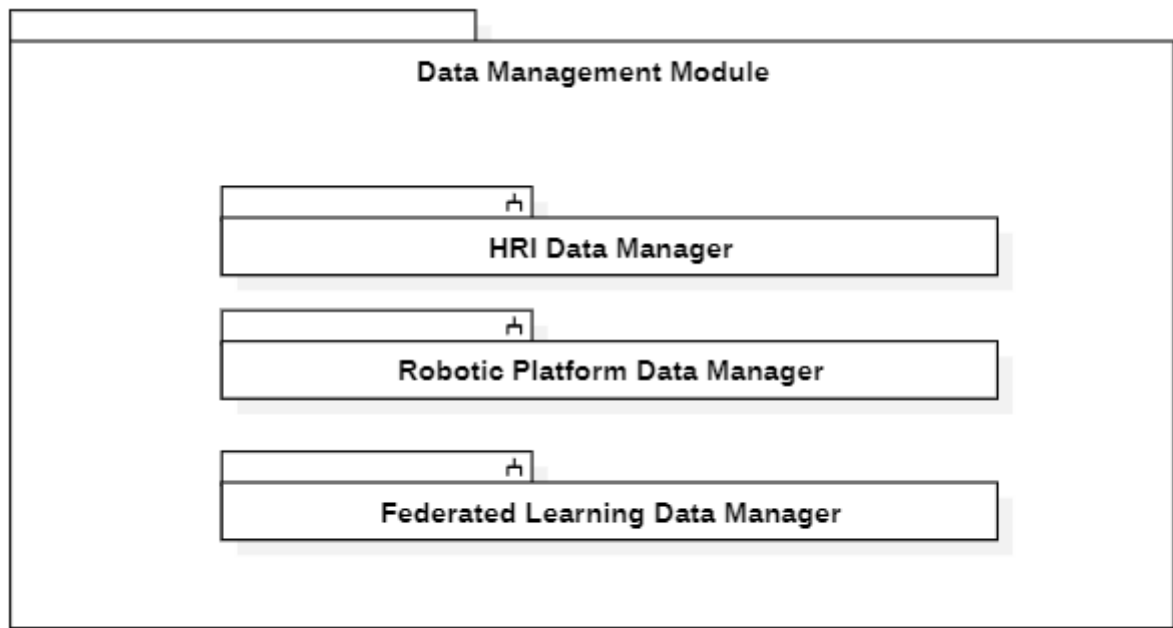 Data Management Module
HRI Data Manager
Robotic Platform Data Manager
Federated Learning Data Manager